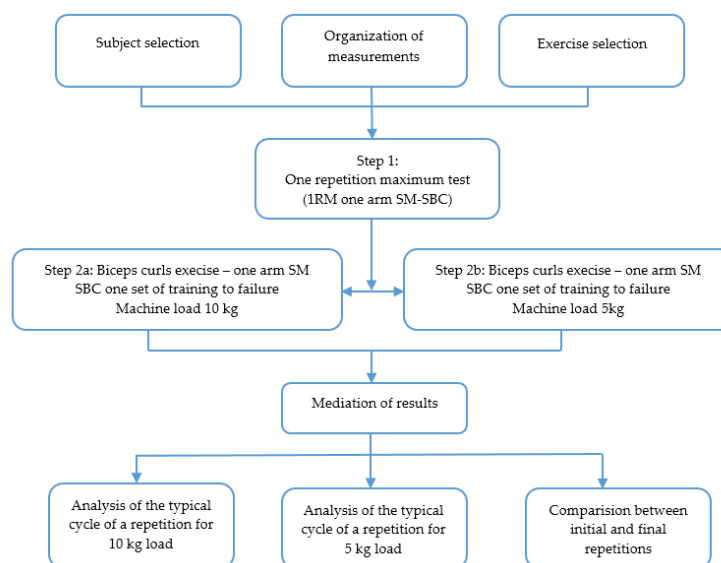 Subject selection
Organization of
measurements
Exercise selection
Step 1:
One repetition maximum test
(1RM one arm SM-SBC)
Step 2a: Biceps curls execise – one arm SM
SBC one set of training to failure
Machine load 10 kg
Step 2b: Biceps curls exercise – one arm SM
SBC one set of training to failure
Machine load 5kg
Mediation of results
Analysis of the typical
cycle of a repetition for
10 kg load
Analysis of the typical
cycle of a repetition for
5 kg load
Comparision between
initial and final
repetitions